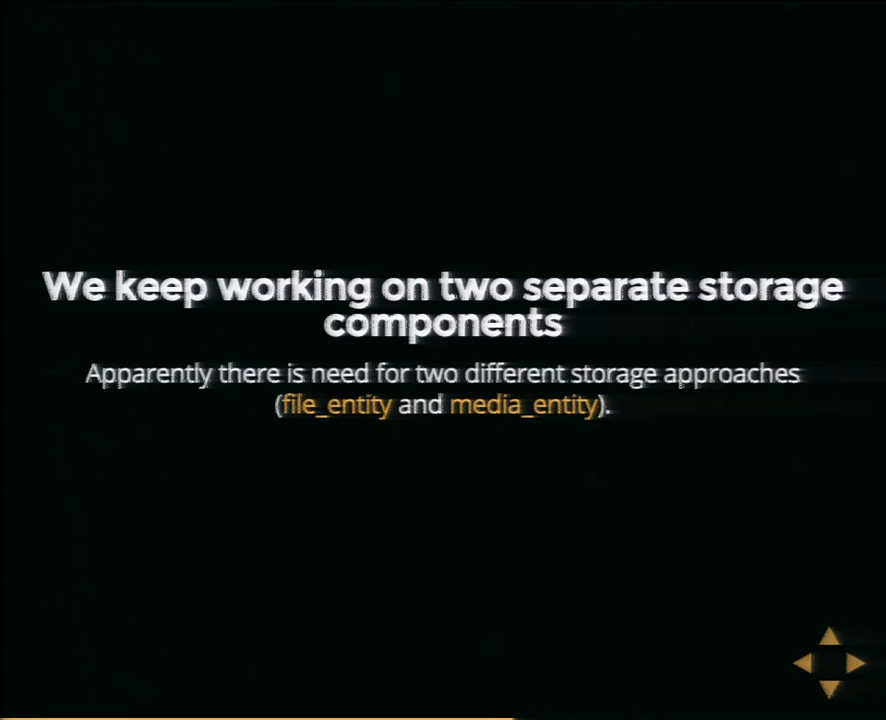 We keep working on two separate storage
components
Apparently there is need for two different storage approaches
(file_entity and media_entity).